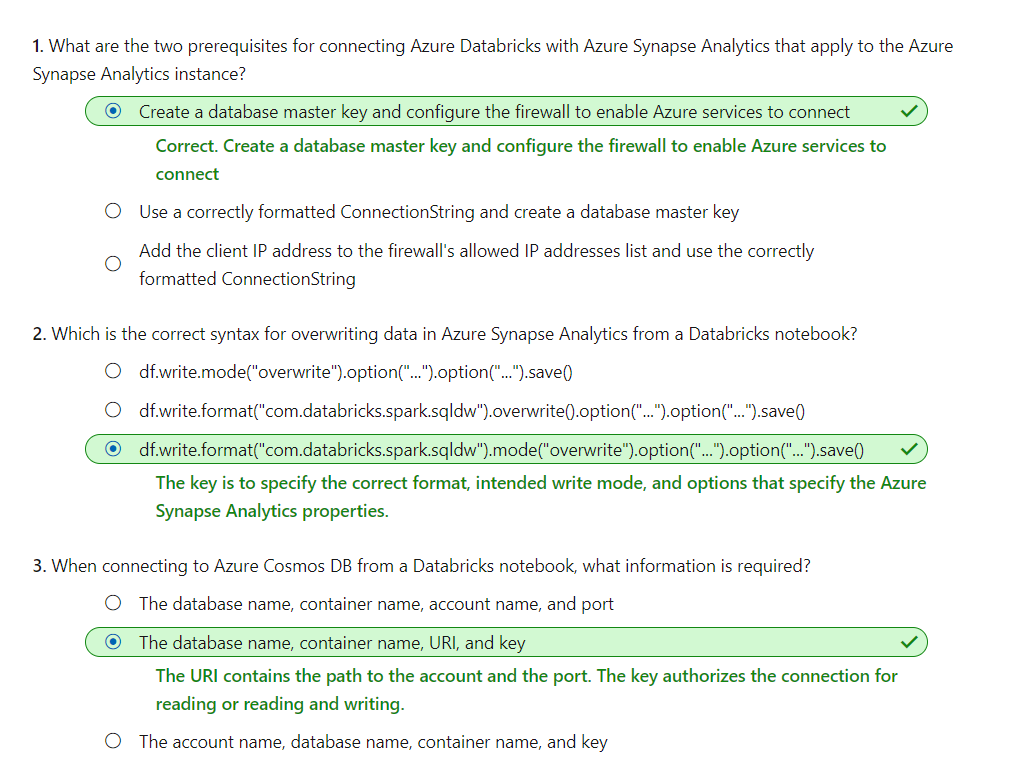 1. What are the two prerequisites for connecting Azure Databricks with Azure Synapse Analytics that apply to the Azure
Synapse Analytics instance?
Create a database master key and configure the firewall to enable Azure services to connect
Correct. Create a database master key and configure the firewall to enable Azure services to
connect
Use a correctly formatted ConnectionString and create a database master key
Add the client IP address to the firewall's allowed IP addresses list and use the correctly
formatted ConnectionString
2. Which is the correct syntax for overwriting data in Azure Synapse Analytics from a Databricks notebook?
df.write.mode("overwrite").option("...").option("...").save()
df.write.format("com.databricks.spark.sqldw").overwrite().option("...").option("...").save()
df.write.format("com.databricks.spark.sqldw").mode("overwrite").option("...").option("...").save()
The key is to specify the correct format, intended write mode, and options that specify the Azure
Synapse Analytics properties.
3. When connecting to Azure Cosmos DB from a Databricks notebook, what information is required?
The database name, container name, account name, and port
The database name, container name, URI, and key
The URI contains the path to the account and the port. The key authorizes the connection for
reading or reading and writing.
The account name, database name, container name, and key